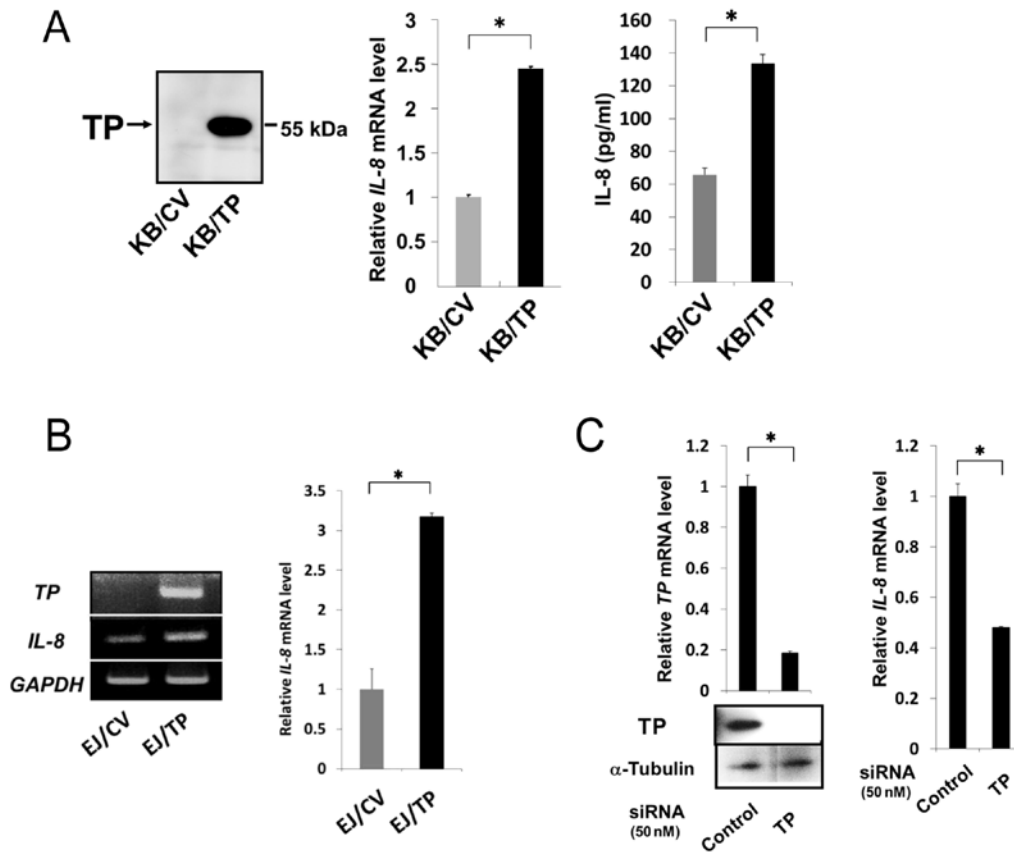 A
TP
55 kDa
KB/CV
KB/TP
Relative IL-8 mRNA level
3
2.5
2
1.5
1
0.5
0
*
KB/CV
KB/TP
IL-8 (pg/ml)
160
140
120
100
80
60
40
20
0
*
KB/CV
KB/TP
B
TP
IL-8
GAPDH
EJ/CV
EJ/TP
Relative IL-8 mRNA level
3.5
3
2.5
2
1.5
1
0.5
0
*
EJ/CV
EJ/TP
C
Relative TP mRNA level
1.2
1
0.8
0.6
0.4
0.2
0
*
TP
α-Tubulin
siRNA
(50 nM)
Control
TP
Relative IL-8 mRNA level
1.2
1
0.8
0.6
0.4
0.2
0
*
siRNA
(50 nM)
Control
TP